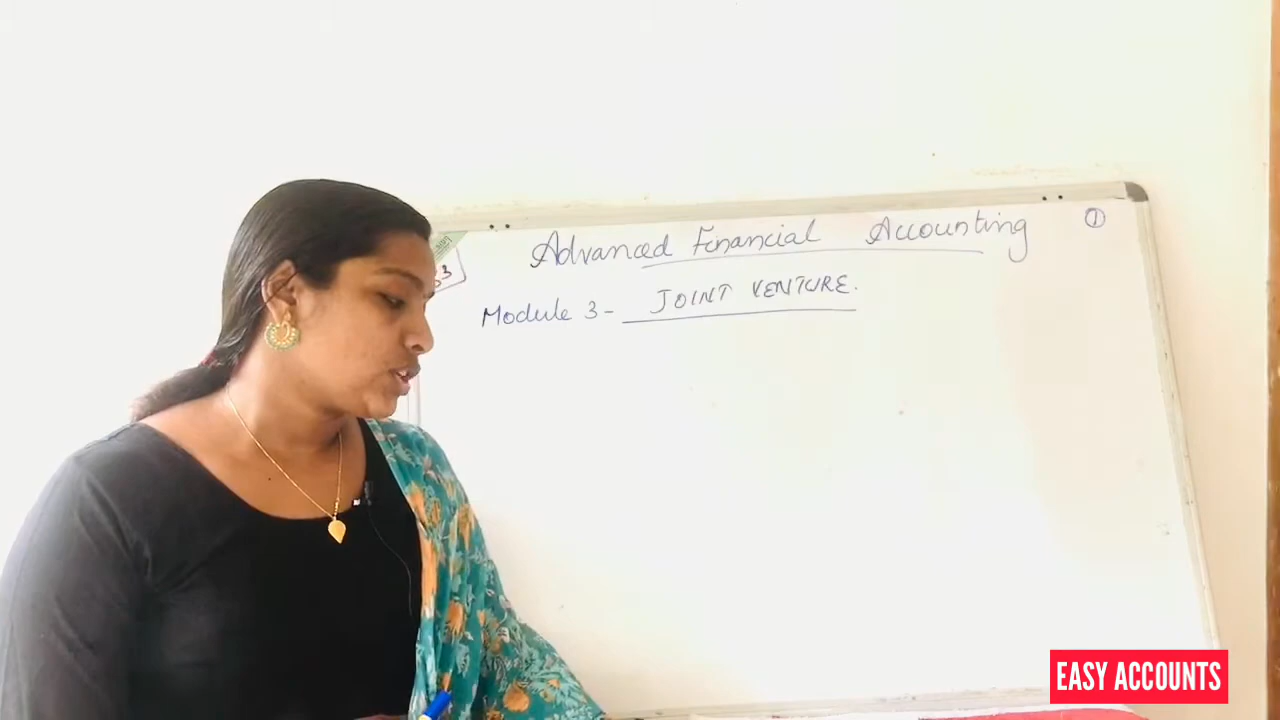 Advanced Financial Accounting 1
Module 3 - JOINT VENTURE.
EASY ACCOUNTS